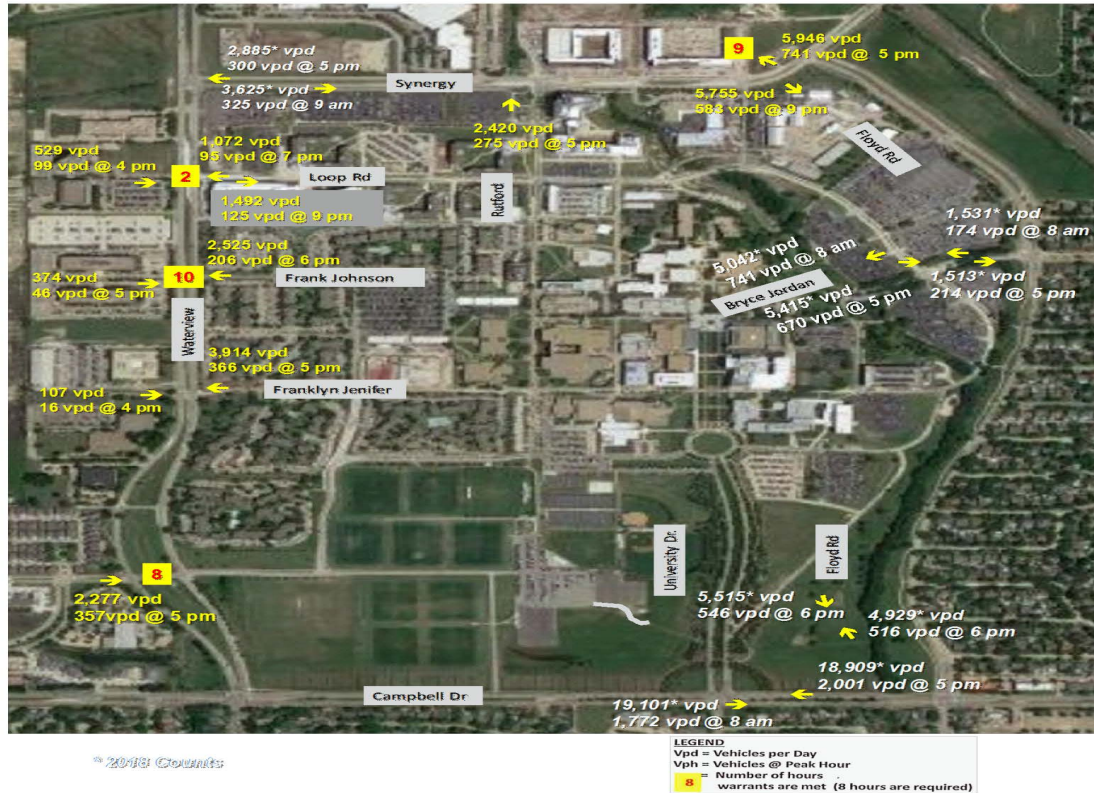 2,885* vpd
300 vpd @ 5 pm
Synergy
3,625* vpd
325 vpd @ 9 am
9
5,946
741 vpd @ 5 pm
5,755
583 vpd @ 9 pm
2,420 vpd
275 vpd @ 5 pm
529 vpd
99 vpd @ 4 pm
1,072 vpd
95 vpd @ 7 pm
2
Loop Rd
1,492 vpd
125 vpd @ 9 pm
Rutford
Floyd Rd
1,531* vpd
174 vpd @ 8 am
1,513* vpd
214 vpd @ 5 pm
5,042* vpd
741 vpd @ 8 am
Bryce Jordan
5,415* vpd
670 vpd @ 5 pm
2,525 vpd
206 vpd @ 6 pm
374 vpd
46 vpd @ 5 pm
10
Frank Johnson
Waterview
3,914 vpd
366 vpd @ 5 pm
107 vpd
16 vpd @ 4 pm
Franklyn Jenifer
8
2,277 vpd
357vpd @ 5 pm
University Dr.
Floyd Rd
5,515* vpd
546 vpd @ 6 pm
4,929* vpd
516 vpd @ 6 pm
18,909* vpd
2,001 vpd @ 5 pm
Campbell Dr
19,101* vpd
1,772 vpd @ 8 am
* 2018 Counts
LEGEND
Vpd = Vehicles per Day
Vph = Vehicles @ Peak Hour
8 = Number of hours .
warrants are met (8 hours are required)